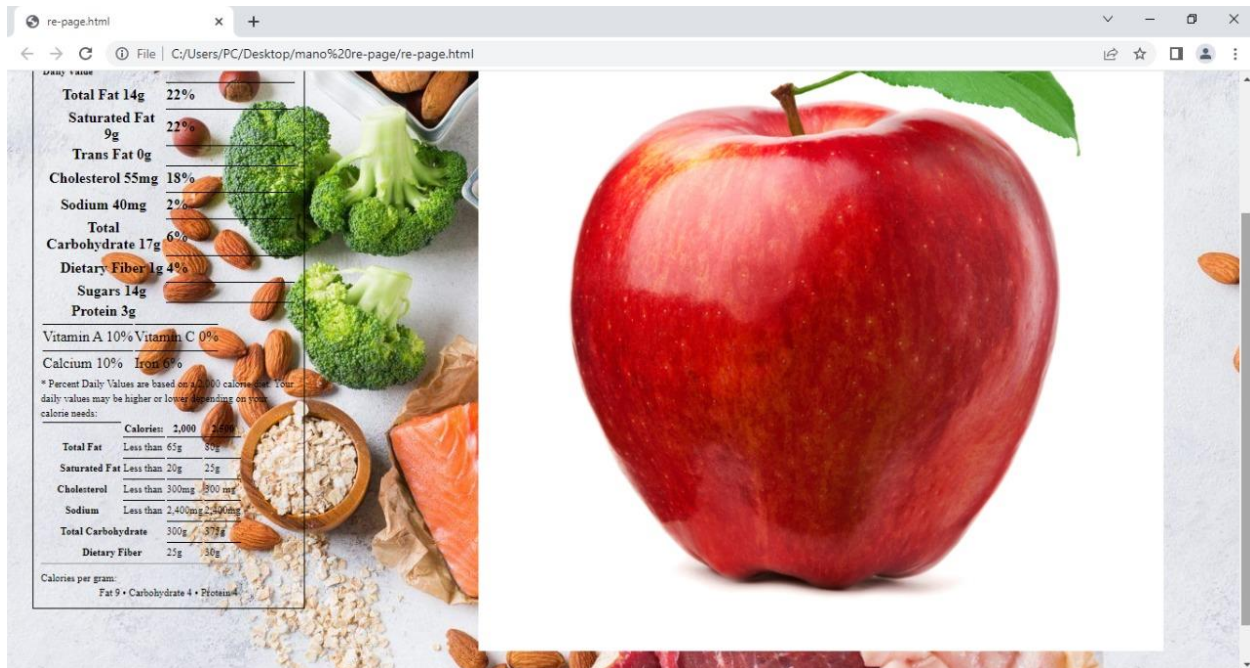 re-page.html
File | C:/Users/PC/Desktop/mano%20re-page/re-page.html
Daily Value
Total Fat 14g 22%
Saturated Fat
9g 22%
Trans Fat 0g
Cholesterol 55mg 18%
Sodium 40mg 2%
Total
Carbohydrate 17g 6%
Dietary Fiber 1g 4%
Sugars 14g
Protein 3g
Vitamin A 10% Vitamin C 0%
Calcium 10% Iron 6%
* Percent Daily Values are based on a 2,000 calorie diet. Your
daily values may be higher or lower depending on your
calorie needs:
Calories: 2,000 2,500
Total Fat Less than 65g 80g
Saturated Fat Less than 20g 25g
Cholesterol Less than 300mg 300 mg
Sodium Less than 2,400mg 2,400mg
Total Carbohydrate 300g 375g
Dietary Fiber 25g 30g
Calories per gram:
Fat 9 • Carbohydrate 4 • Protein 4